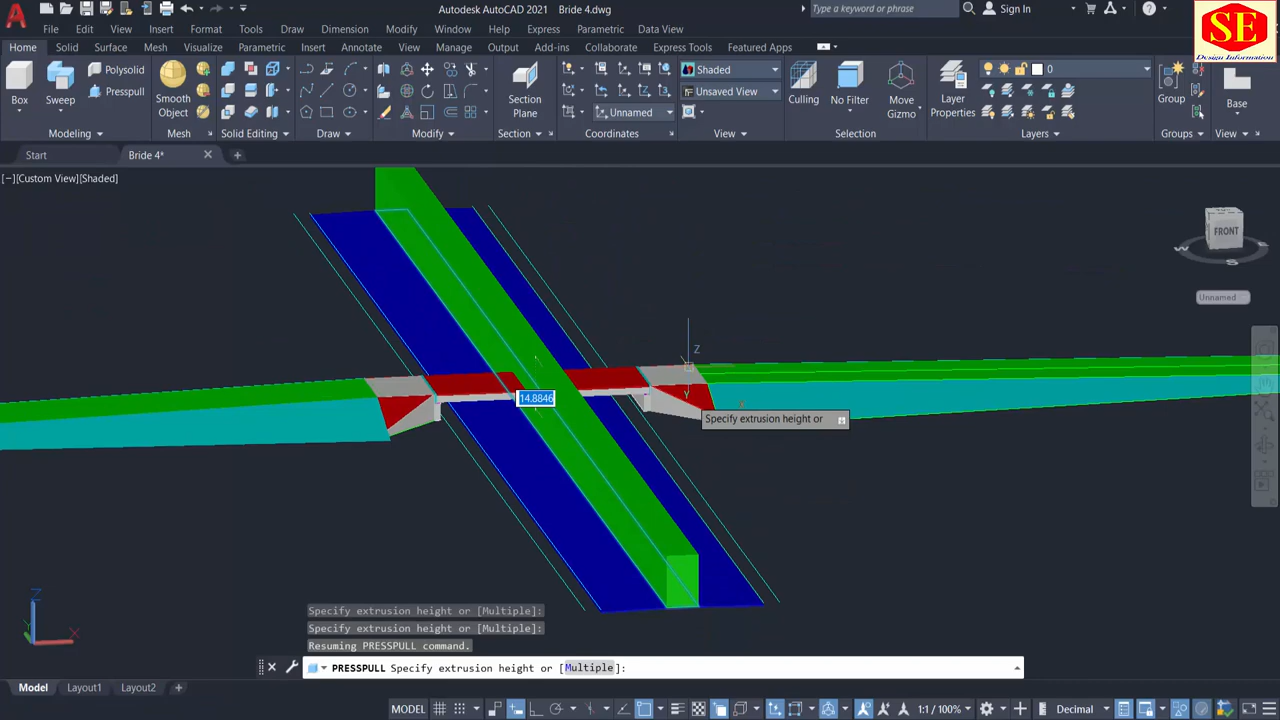 Autodesk AutoCAD 2021 Bride 4.dwg
Type a keyword or phrase
Sign In
SE
Design Information
File Edit View Insert Format Tools Draw Dimension Modify Window Help Express Parametric Data View
Home Solid Surface Mesh Visualize Parametric Insert Annotate View Manage Output Add-ins Collaborate Express Tools Featured Apps
Box
Sweep
Polysolid
Presspull
Smooth
Object
Section
Plane
Unnamed
Shaded
Unsaved View
Culling
No Filter
Move
Gizmo
Layer
Properties
0
Group
Base
Modeling Mesh Solid Editing Draw Modify Section Coordinates View Selection Layers Groups View
Start
Bride 4*
[−][Custom View][Shaded]
FRONT
W
S
E
Unnamed
Z
Y
X
14.8846
Specify extrusion height or
Z
Y
X
Specify extrusion height or [Multiple]:
Specify extrusion height or [Multiple]:
Resuming PRESSPULL command.
PRESSPULL Specify extrusion height or [Multiple]:
Model Layout1 Layout2
MODEL
1:1 / 100%
Decimal